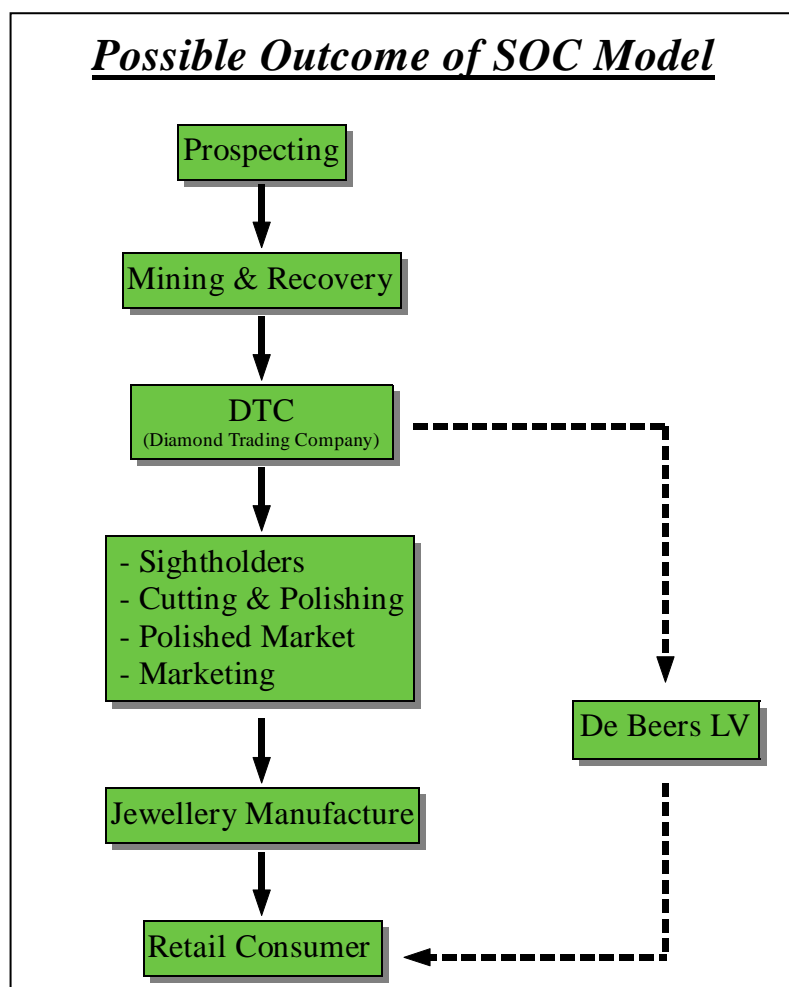 Possible Outcome of SOC Model
Prospecting
Mining & Recovery
DTC
(Diamond Trading Company)
- Sightholders
- Cutting & Polishing
- Polished Market
- Marketing
De Beers LV
Jewellery Manufacture
Retail Consumer